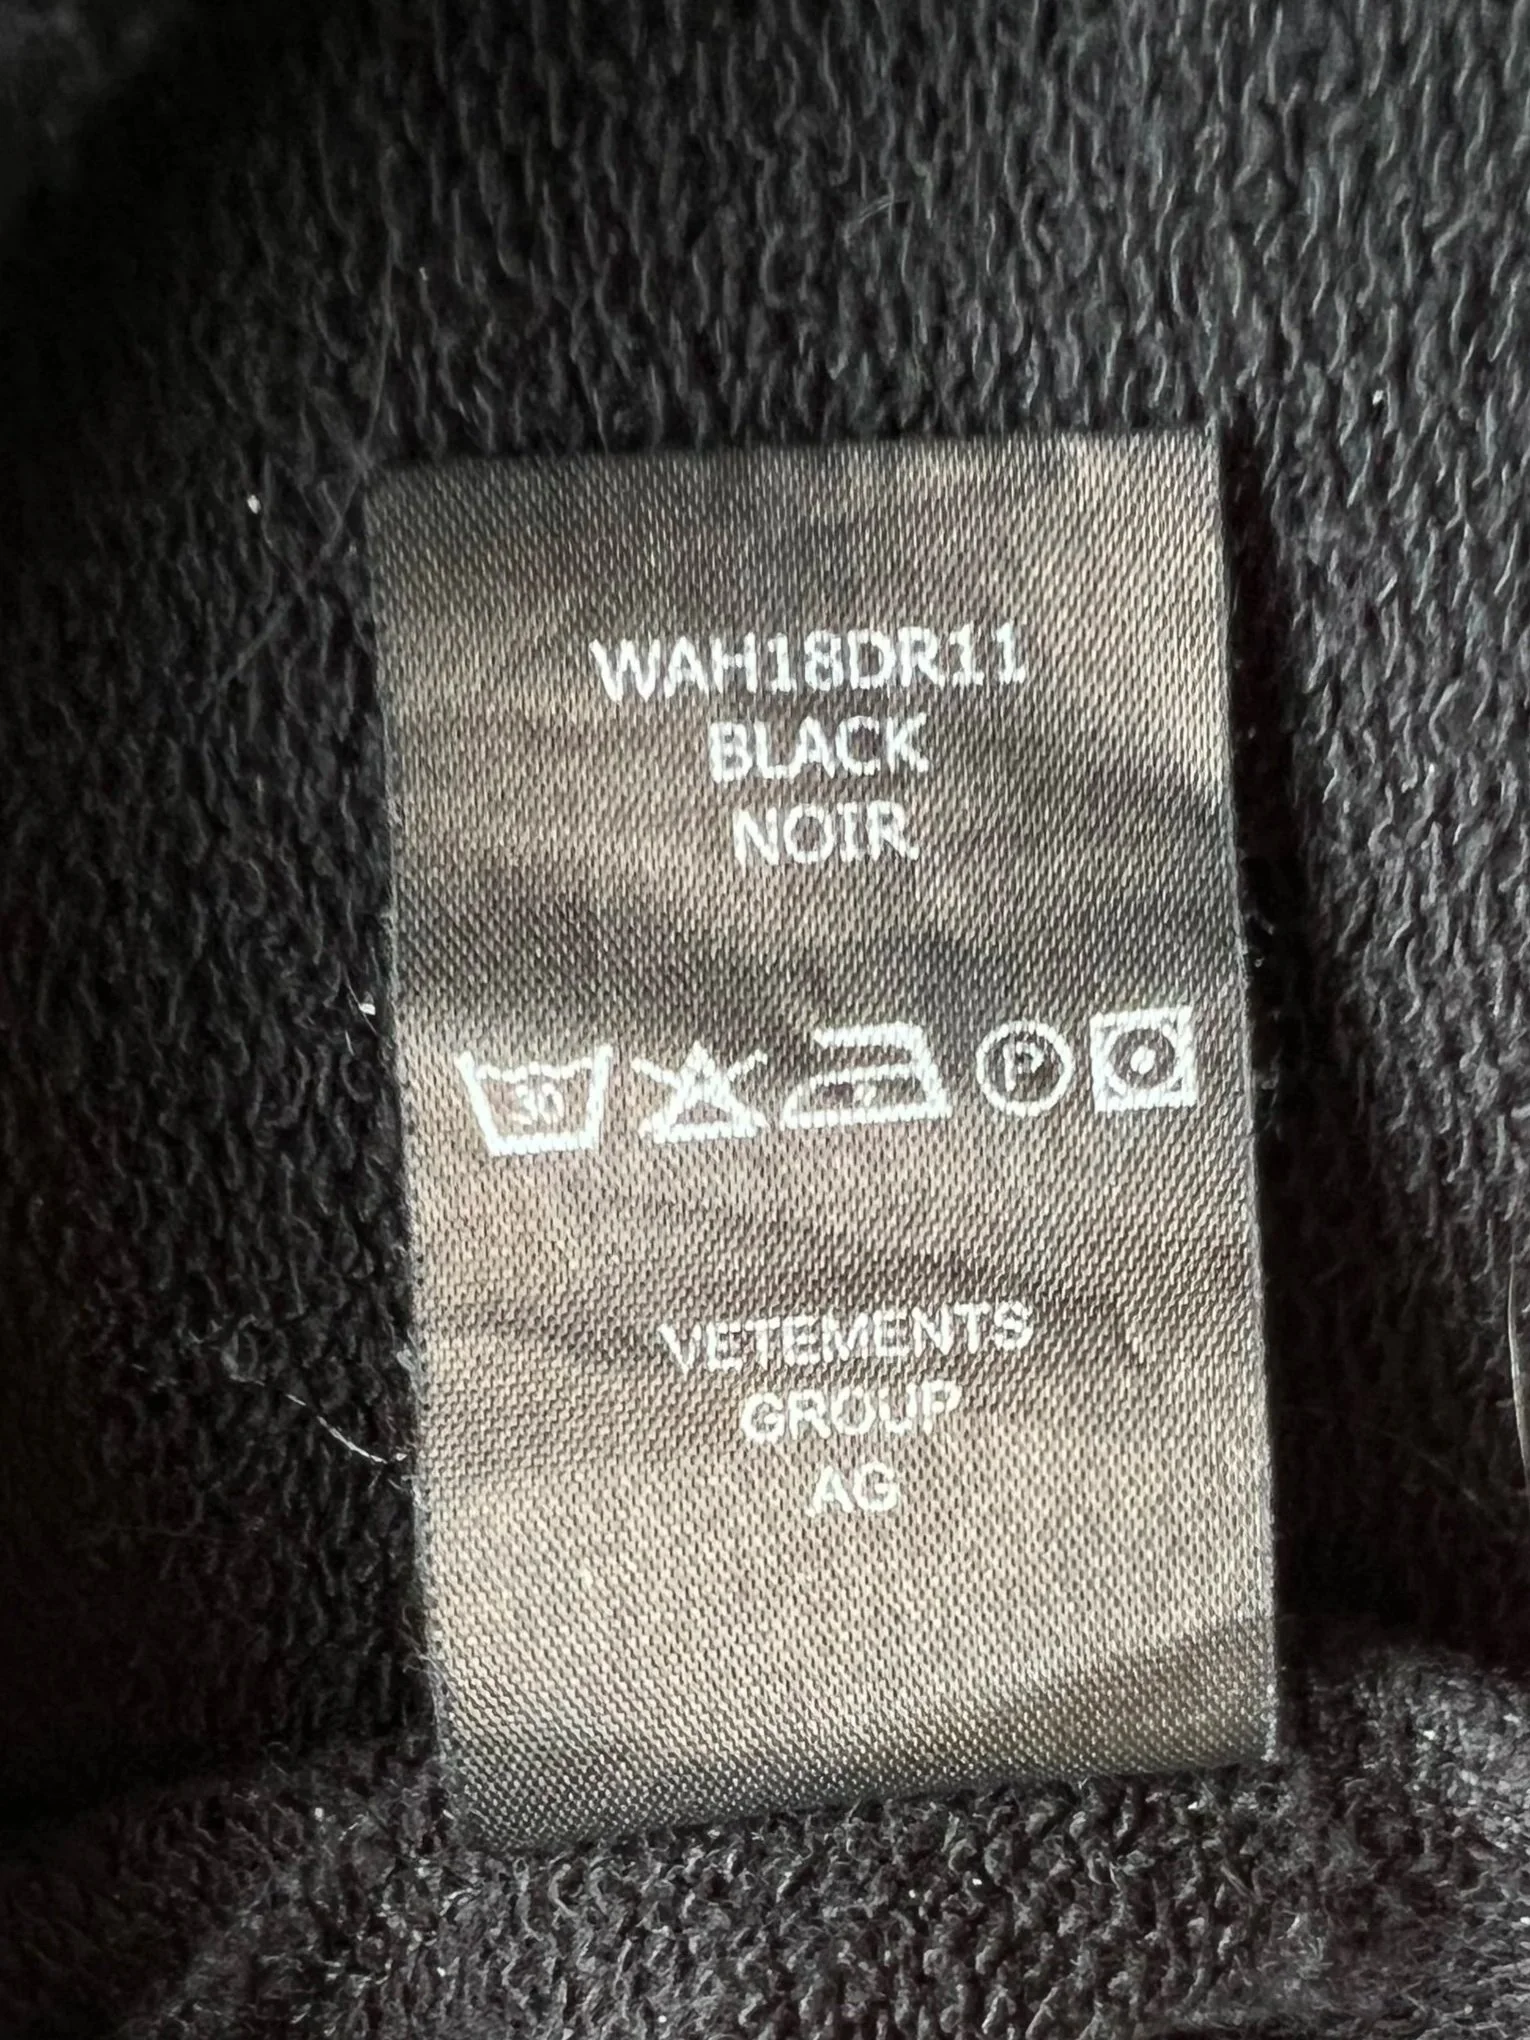 WAH18DR11
BLACK
NOIR
30 P
VETEMENTS
GROUP
AG